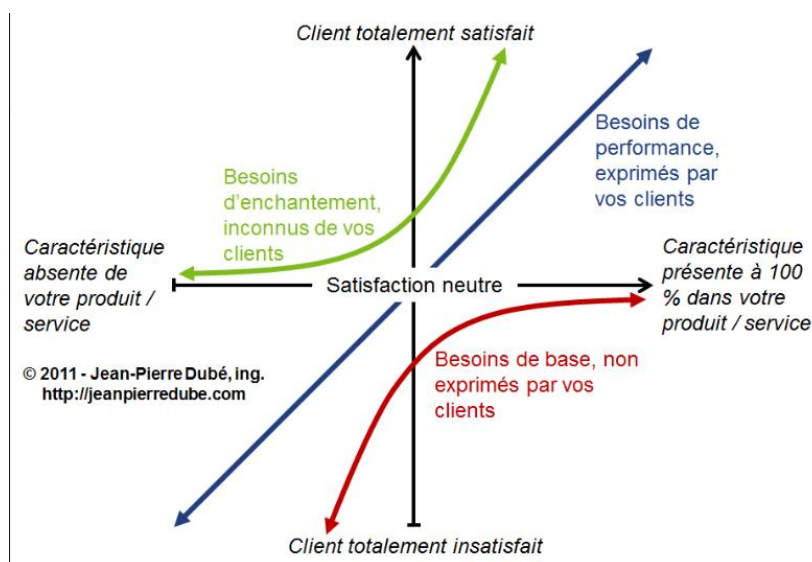 Client totalement satisfait
Besoins de
performance,
exprimés par
vos clients
Besoins
d'enchantement,
inconnus de vos
clients
Caractéristique
absente de
votre produit /
service
Satisfaction neutre
Caractéristique
présente à 100
% dans votre
produit / service
Besoins de base, non
exprimés par vos
clients
© 2011 - Jean-Pierre Dubé, ing.
http://jeanpierredube.com
Client totalement insatisfait